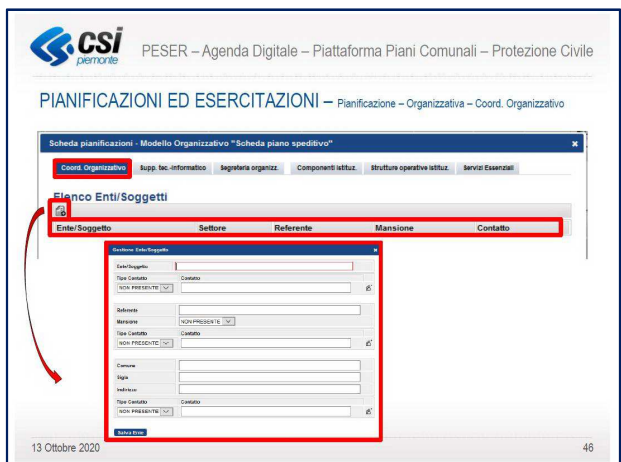 CSI
piemonte
PESER – Agenda Digitale – Piattaforma Piani Comunali – Protezione Civile
PIANIFICAZIONI ED ESERCITAZIONI – Pianificazione – Organizzativa – Coord. Organizzativo
Scheda pianificazioni - Modello Organizzativo "Scheda piano speditivo"
Coord. Organizzativo Supp. tec.-Informatico Segreteria organizz. Componenti istituz. Strutture operative istituz. Servizi Essenziali
Elenco Enti/Soggetti
Ente/Soggetto Settore Referente Mansione Contatto
Gestione Ente/Soggetto
Ente/Soggetto
Tipo Contatto Contatto
NON PRESENTE
Referente
Mansione NON PRESENTE
Tipo Contatto Contatto
NON PRESENTE
Comune
Sigla
Indirizzo
Tipo Contatto Contatto
NON PRESENTE
Salva Ente
13 Ottobre 2020
46